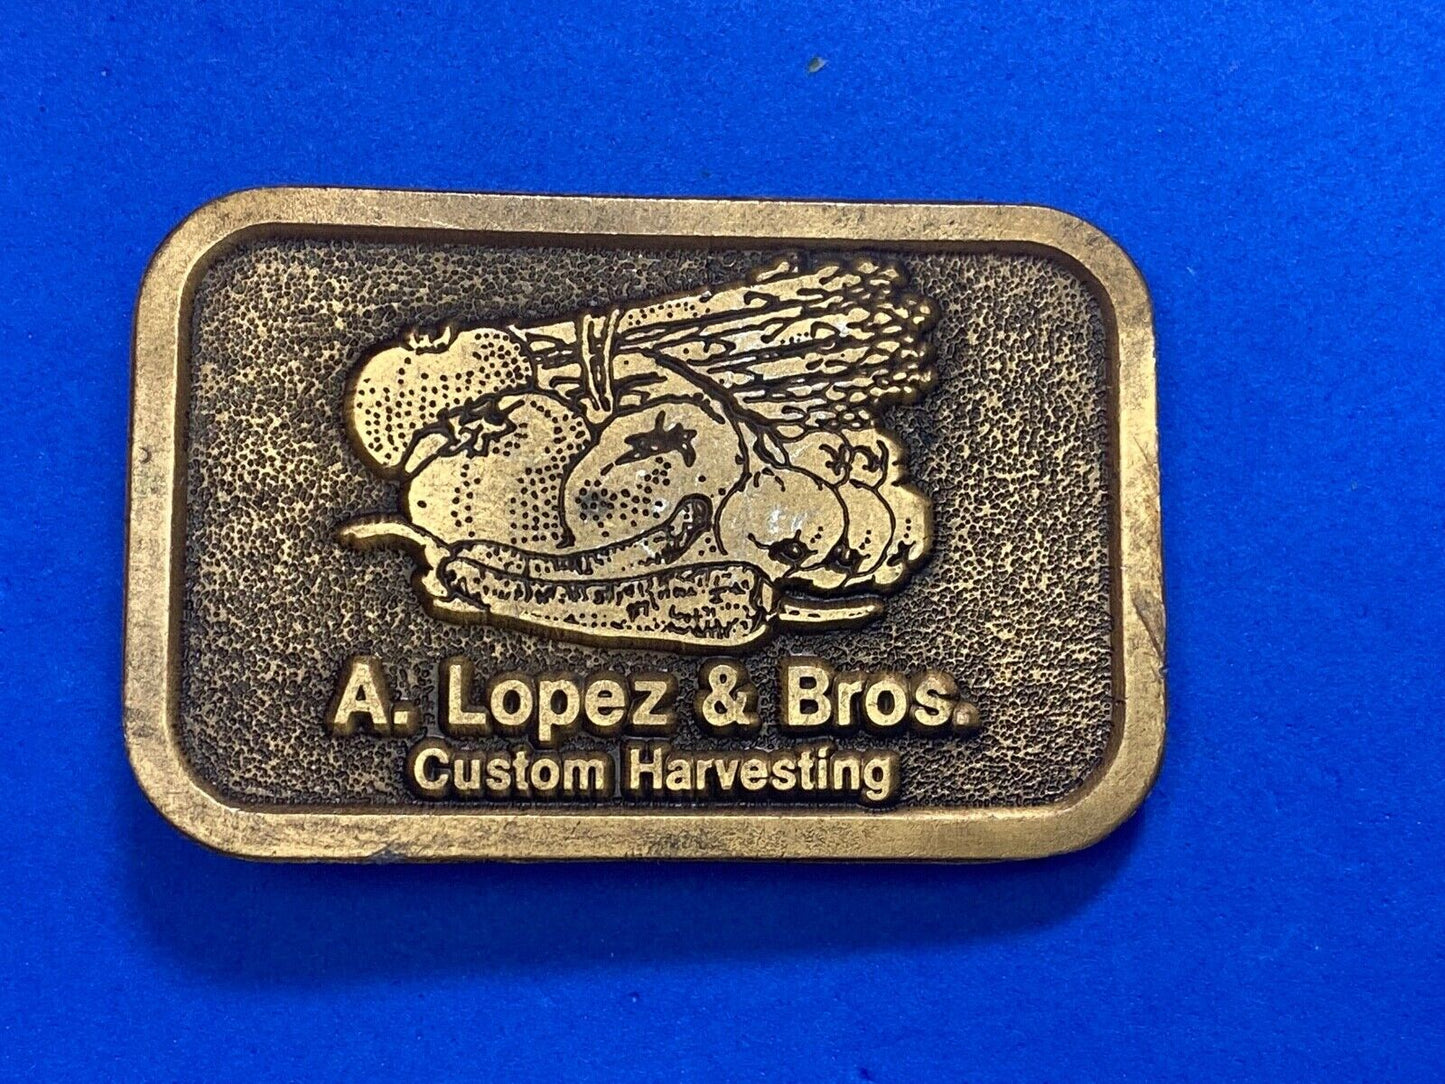 A. Lopez & Bros.
Custom Harvesting